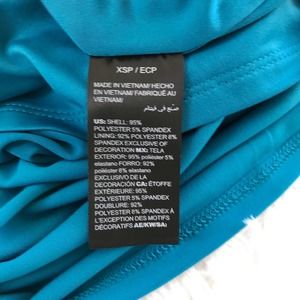 XSP / ECP
MADE IN VIETNAM/ HECHO
EN VIETNAM/ FABRIQUÉ AU
VIETNAM/
صنع في فيتنام
US: SHELL: 95%
POLYESTER 5% SPANDEX
LINING: 92% POLYESTER 8%
SPANDEX EXCLUSIVE OF
DECORATION MX: TELA
EXTERIOR: 95% poliéster 5%
elastano FORRO: 92%
poliéster 8% elastano
EXCLUSIVO DE LA
DECORACIÓN CA: ÉTOFFE
EXTÉRIEURE: 95%
POLYESTER 5% SPANDEX
DOUBLURE: 92%
POLYESTER 8% SPANDEX À
L'EXCEPTION DES MOTIFS
DÉCORATIFS AE/KW/SA: